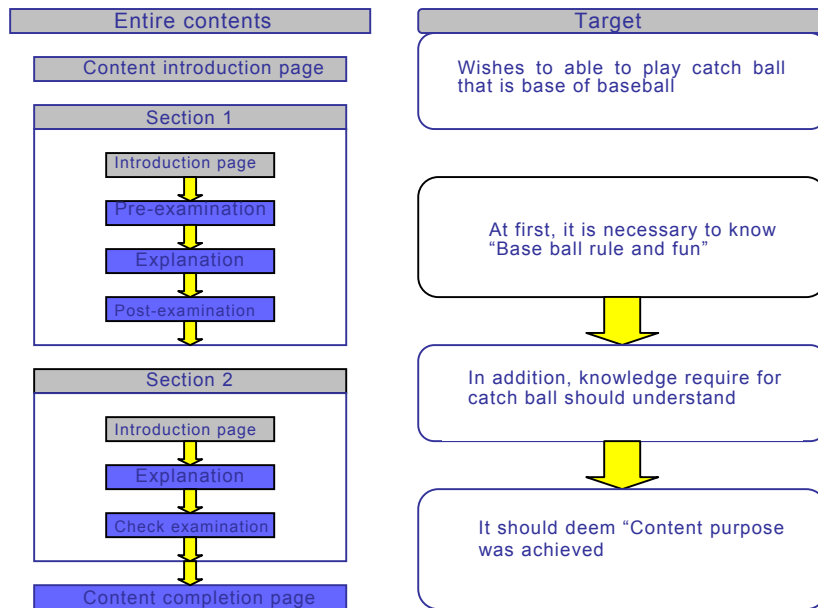 Entire contents
Content introduction page
Section 1
Introduction page
Pre-examination
Explanation
Post-examination
Section 2
Introduction page
Explanation
Check examination
Content completion page
Target
Wishes to able to play catch ball
that is base of baseball
At first, it is necessary to know
“Base ball rule and fun”
In addition, knowledge require for
catch ball should understand
It should deem “Content purpose
was achieved